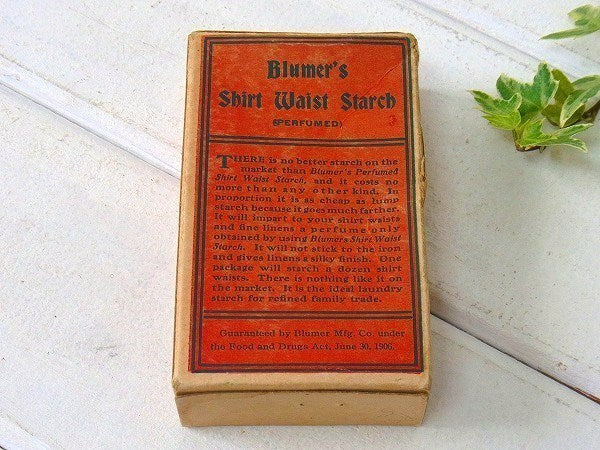 Blumer's
Shirt Waist Starch
(PERFUMED)
THERE is no better starch on the
market than Blumer's Perfumed
Shirt Waist Starch, and it costs no
more than any other kind. In
proportion it is as cheap as lump
starch because it goes much farther.
It will impart to your shirt waists
and fine linens a perfume only
obtained by using Blumers Shirt Waist
Starch. It will not stick to the iron
and gives linens a silky finish. One
package will starch a dozen shirt
waists. There is nothing like it on
the market. It is the ideal laundry
starch for refined family trade.
Guaranteed by Blumer Mfg. Co. under
the Food and Drugs Act, June 30, 1906.